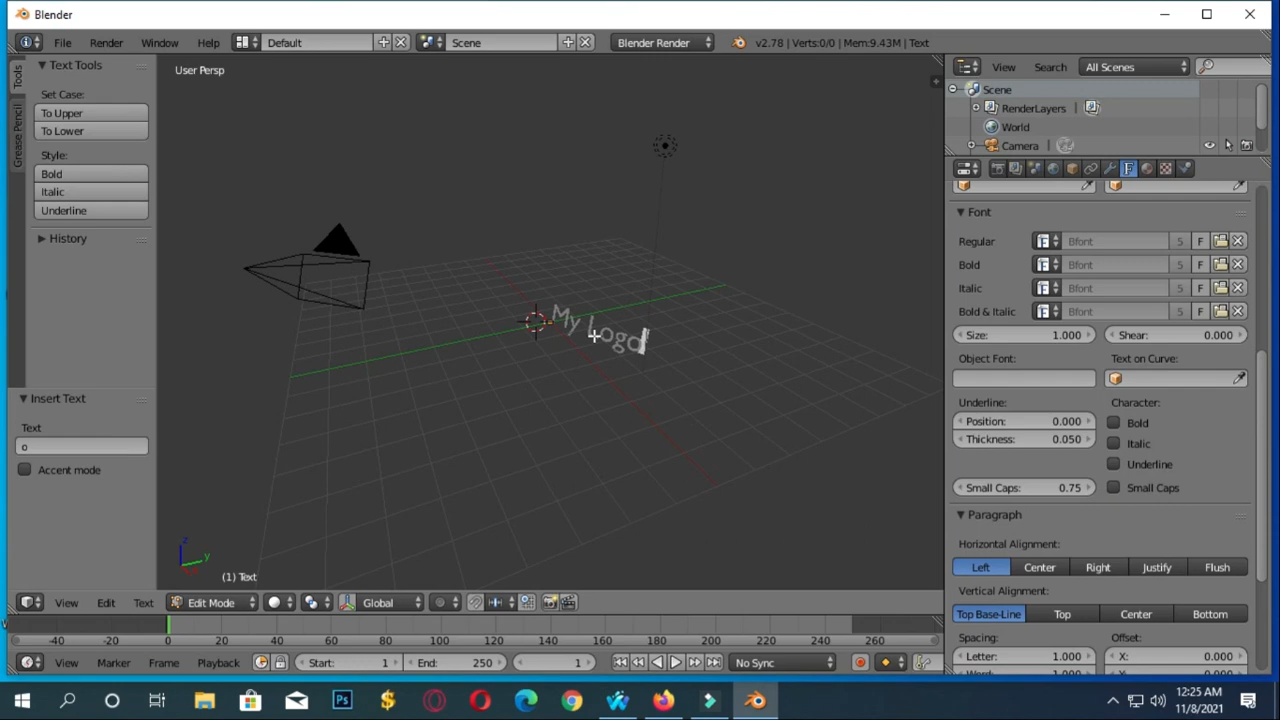 Blender
File Render Window Help Default Scene Blender Render v2.78 | Verts:0/0 | Mem:9.43M | Text
Tools
Grease Pencil
Text Tools
Set Case:
To Upper
To Lower
Style:
Bold
Italic
Underline
History
Insert Text
Text
o
Accent mode
User Persp
My Logo
z
y
(1) Text
View Edit Text Edit Mode Global
View Search All Scenes
Scene
RenderLayers |
World
Camera |
Font
Regular Bfont 5 F
Bold Bfont 5 F
Italic Bfont 5 F
Bold & Italic Bfont 5 F
Size: 1.000 Shear: 0.000
Object Font: Text on Curve:
Underline: Character:
Position: 0.000 Bold
Thickness: 0.050 Italic
Underline
Small Caps: 0.75 Small Caps
Paragraph
Horizontal Alignment:
Left Center Right Justify Flush
Vertical Alignment:
Top Base-Line Top Center Bottom
Spacing: Offset:
Letter: 1.000 X: 0.000
-40 -20 0 20 40 60 80 100 120 140 160 180 200 220 240 260
View Marker Frame Playback Start: 1 End: 250 1 No Sync
12:25 AM
11/8/2021